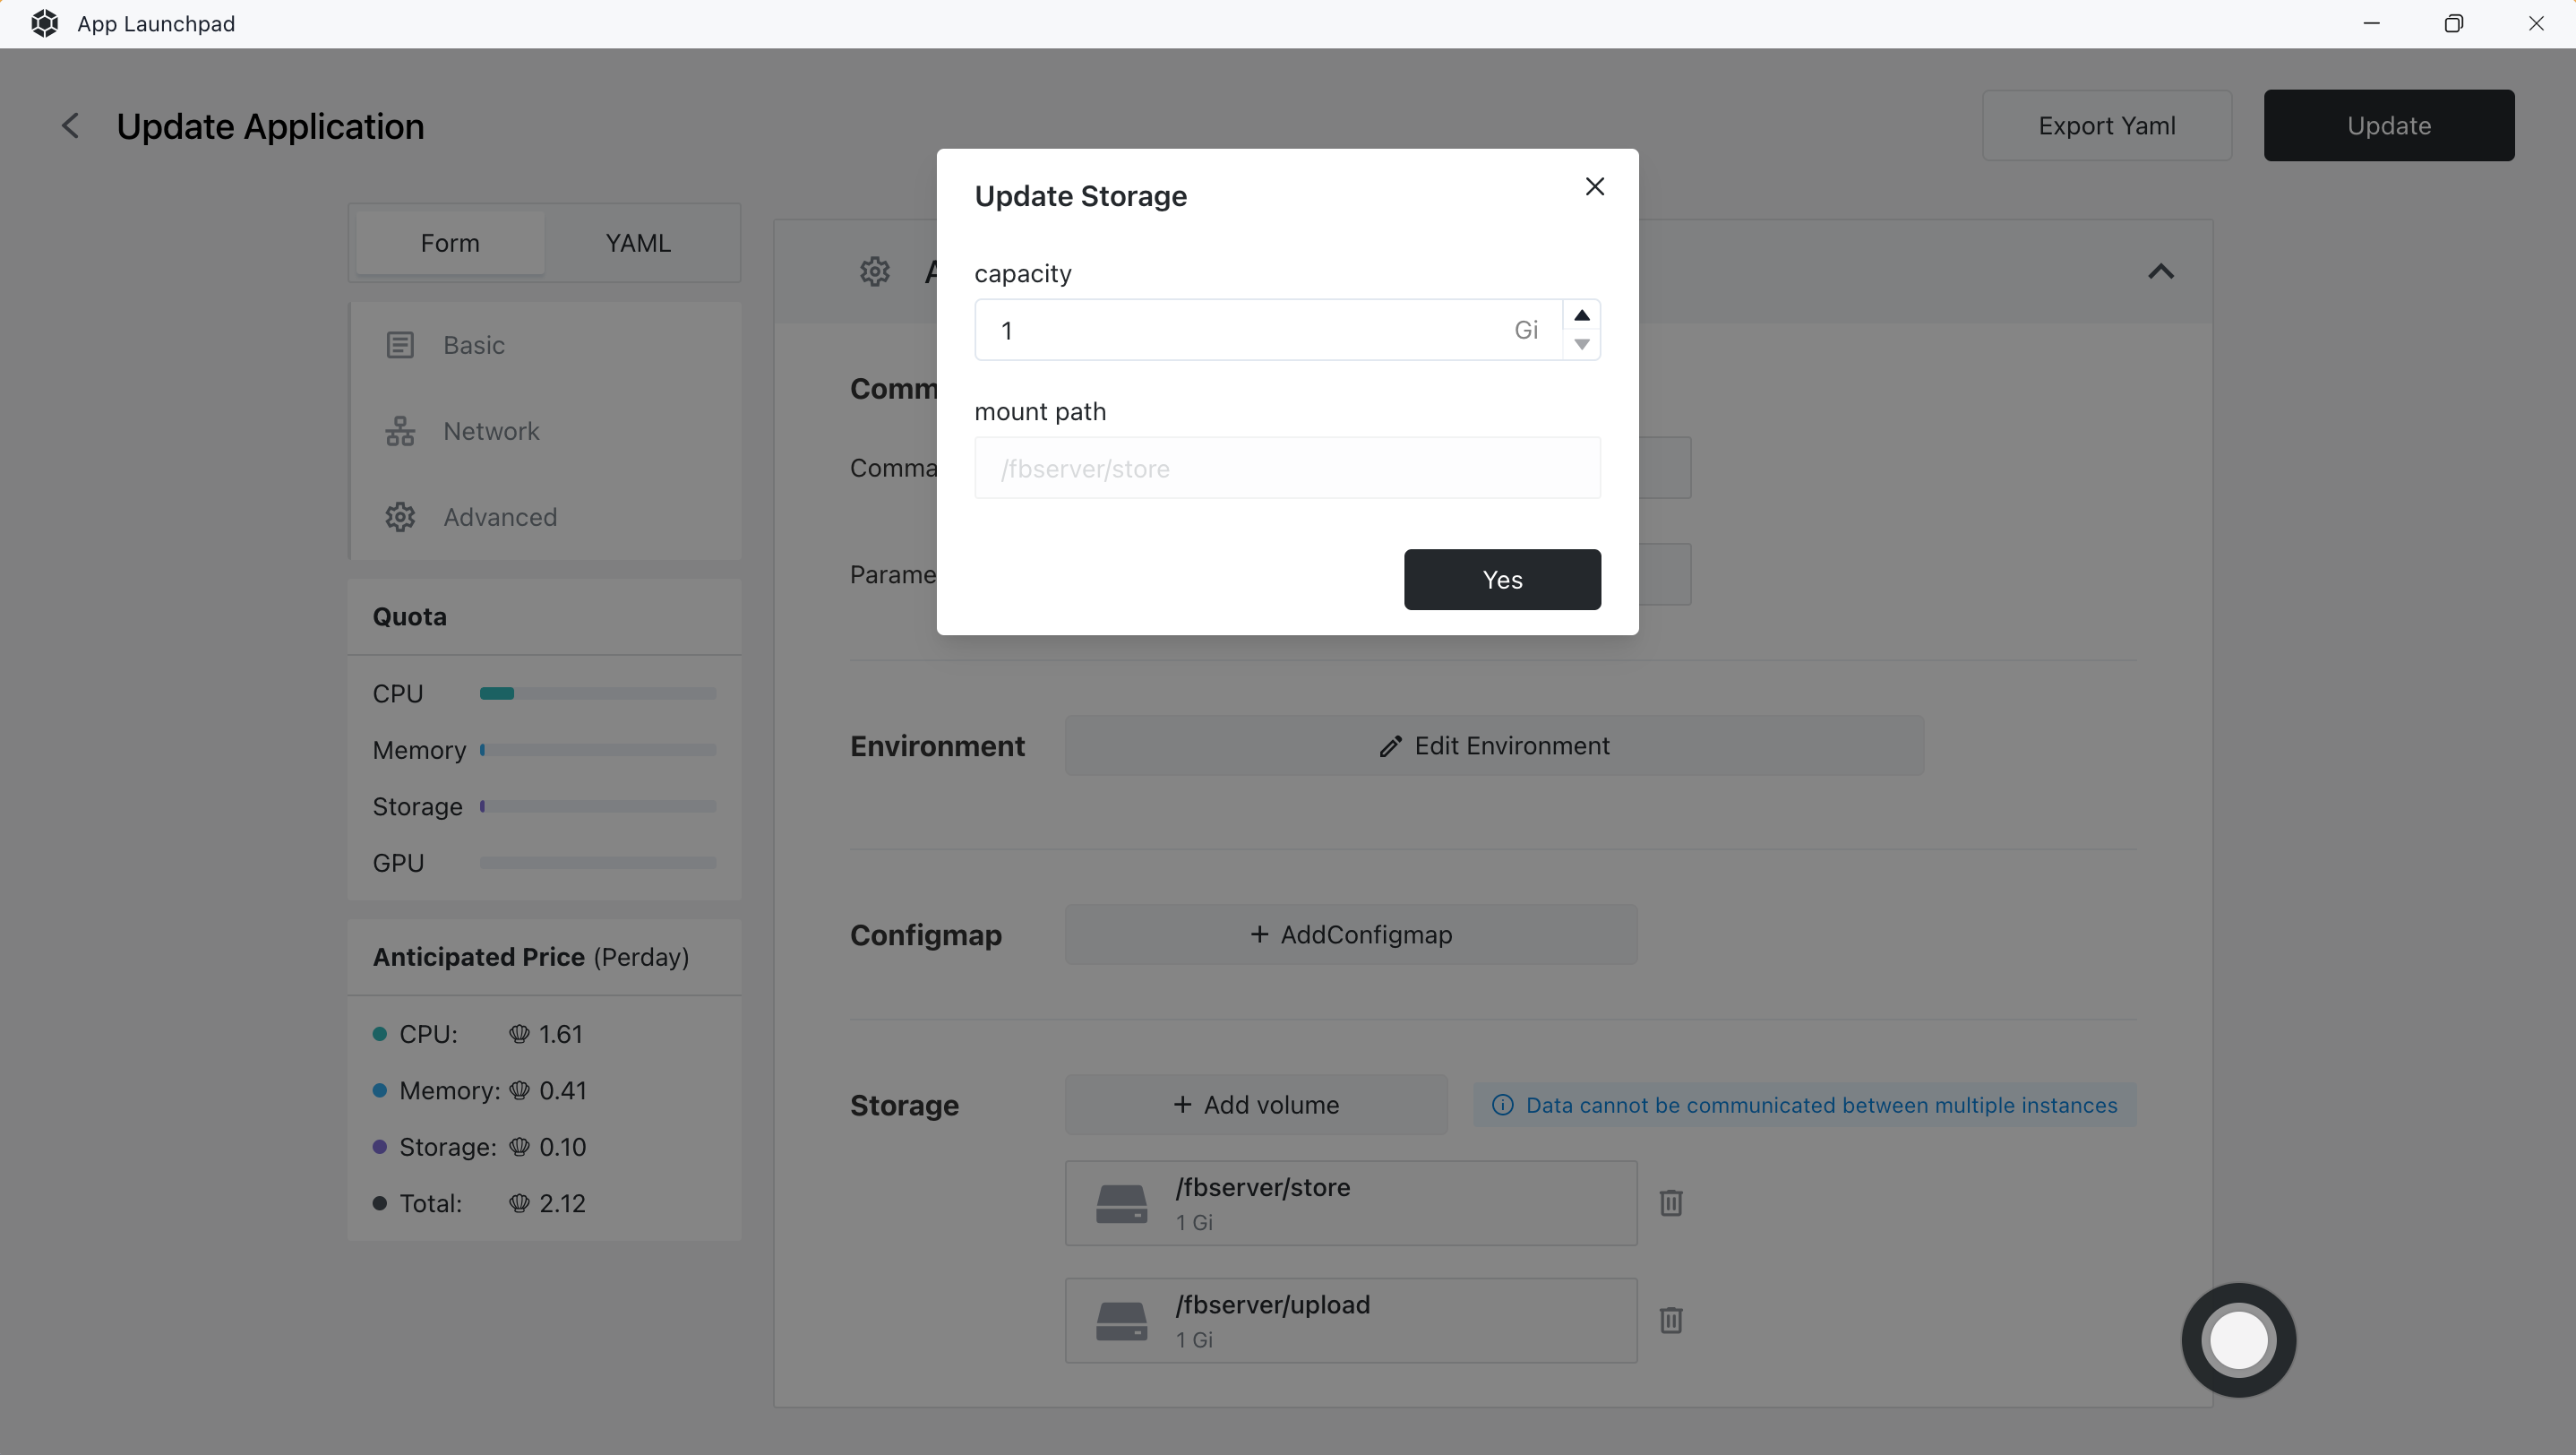 App Launchpad
Update Application
Export Yaml
Update
Form
YAML
Basic
Network
Advanced
Quota
CPU
Memory
Storage
GPU
Anticipated Price (Perday)
CPU: 1.61
Memory: 0.41
Storage: 0.10
Total: 2.12
Update Storage
capacity
1 Gi
mount path
/fbserver/store
Yes
Environment
Edit Environment
Configmap
+ AddConfigmap
Storage
+ Add volume
Data cannot be communicated between multiple instances
/fbserver/store
1 Gi
/fbserver/upload
1 Gi